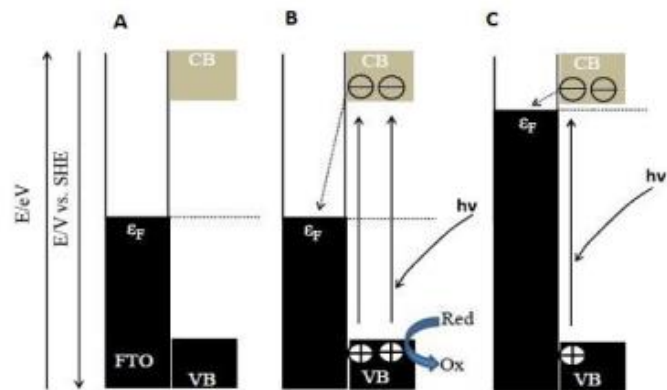 A
B
C
CB
CB
CB
E/eV
E/V vs. SHE
εF
εF
εF
hν
hν
Red
Ox
FTO
VB
VB
VB